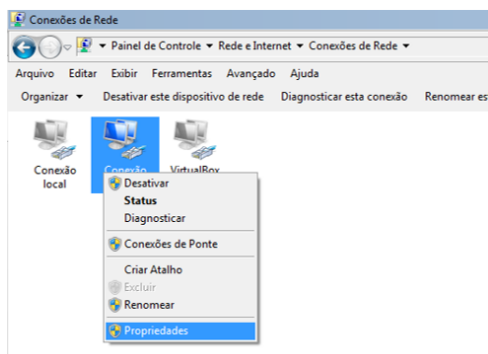 Conexões de Rede
Painel de Controle Rede e Internet Conexões de Rede
Arquivo Editar Exibir Ferramentas Avançado Ajuda
Organizar Desativar este dispositivo de rede Diagnosticar esta conexão Renomear es
Conexão local
Conexão
VirtualBox
Desativar
Status
Diagnosticar
Conexões de Ponte
Criar Atalho
Excluir
Renomear
Propriedades